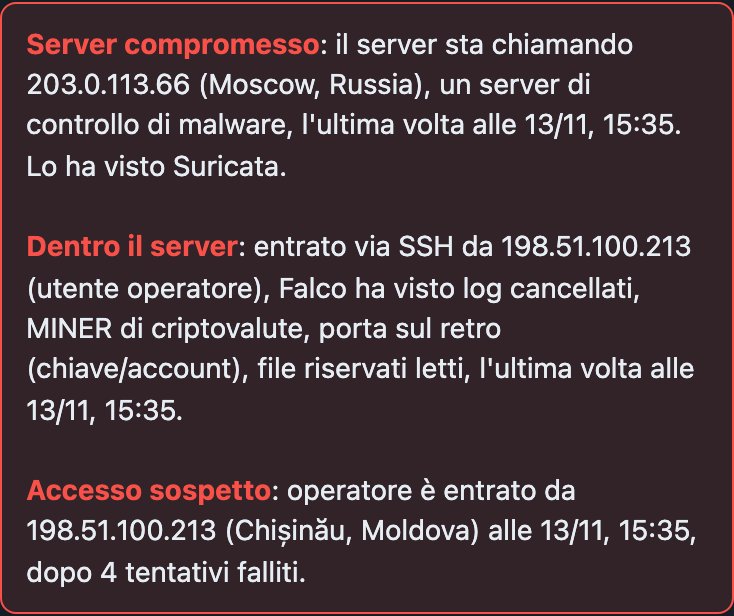 Server compromesso: il server sta chiamando
203.0.113.66 (Moscow, Russia), un server di
controllo di malware, l'ultima volta alle 13/11, 15:35.
Lo ha visto Suricata.
Dentro il server: entrato via SSH da 198.51.100.213
(utente operatore), Falco ha visto log cancellati,
MINER di criptovalute, porta sul retro
(chiave/account), file riservati letti, l'ultima volta alle
13/11, 15:35.
Accesso sospetto: operatore è entrato da
198.51.100.213 (Chișinău, Moldova) alle 13/11, 15:35,
dopo 4 tentativi falliti.